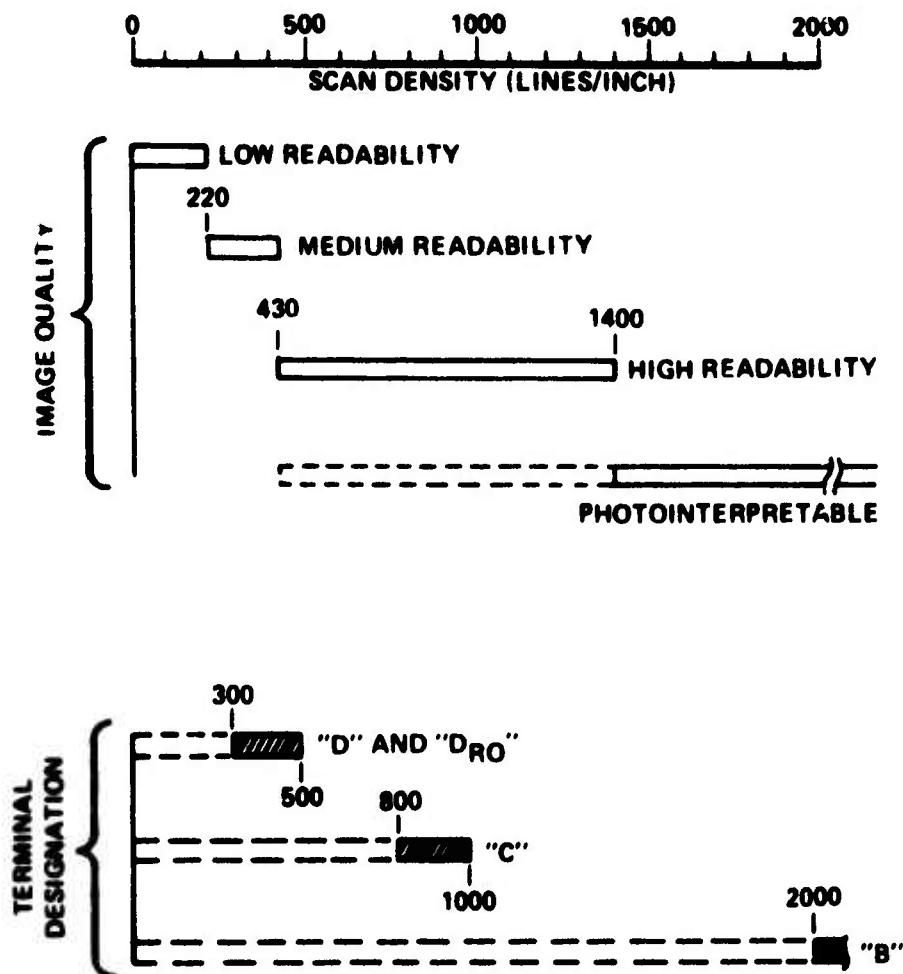 0 500 1000 1500 2000
SCAN DENSITY (LINES/INCH)
LOW READABILITY
220
MEDIUM READABILITY
430 1400
HIGH READABILITY
PHOTOINTERPRETABLE
IMAGE QUALITY
300
"D" AND "DRO"
500
800
"C"
1000
2000
"B"
TERMINAL
DESIGNATION